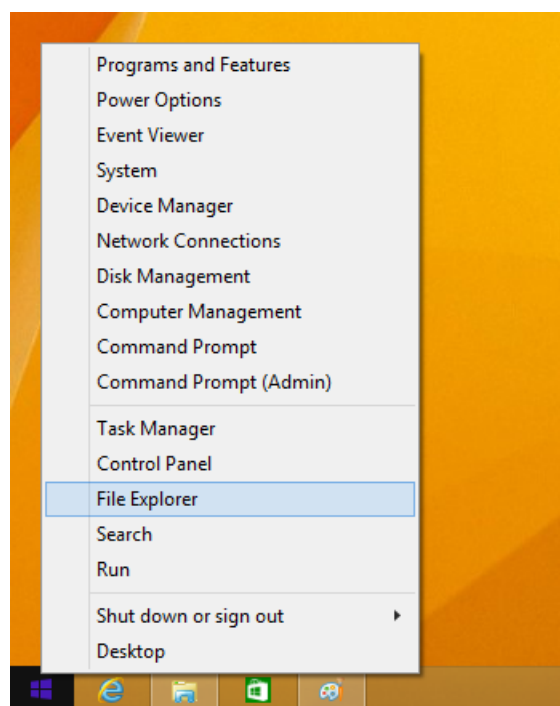 Programs and Features
Power Options
Event Viewer
System
Device Manager
Network Connections
Disk Management
Computer Management
Command Prompt
Command Prompt (Admin)
Task Manager
Control Panel
File Explorer
Search
Run
Shut down or sign out
Desktop